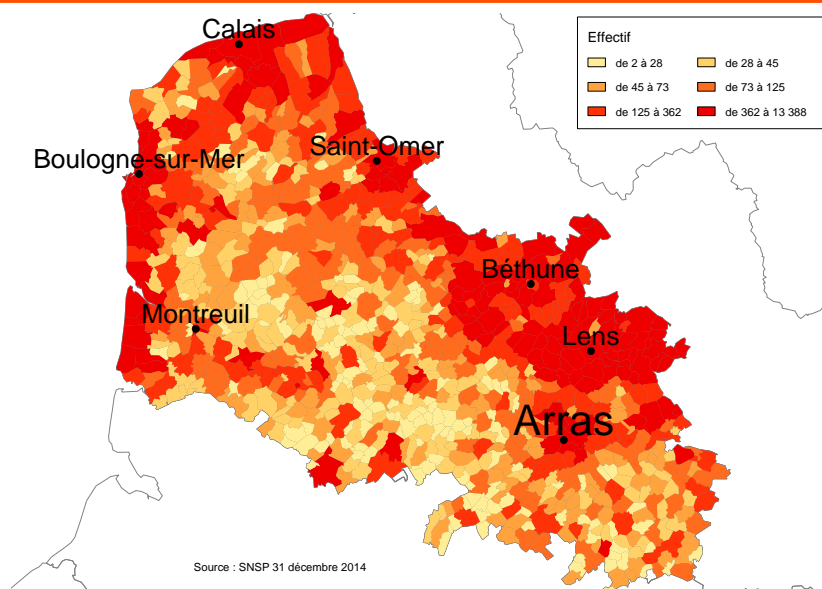 Calais
Effectif
de 2 à 28
de 28 à 45
de 45 à 73
de 73 à 125
de 125 à 362
de 362 à 13 388
Saint-Omer
Boulogne-sur-Mer
Béthune
Montreuil
Lens
Arras
Source : SNSP 31 décembre 2014